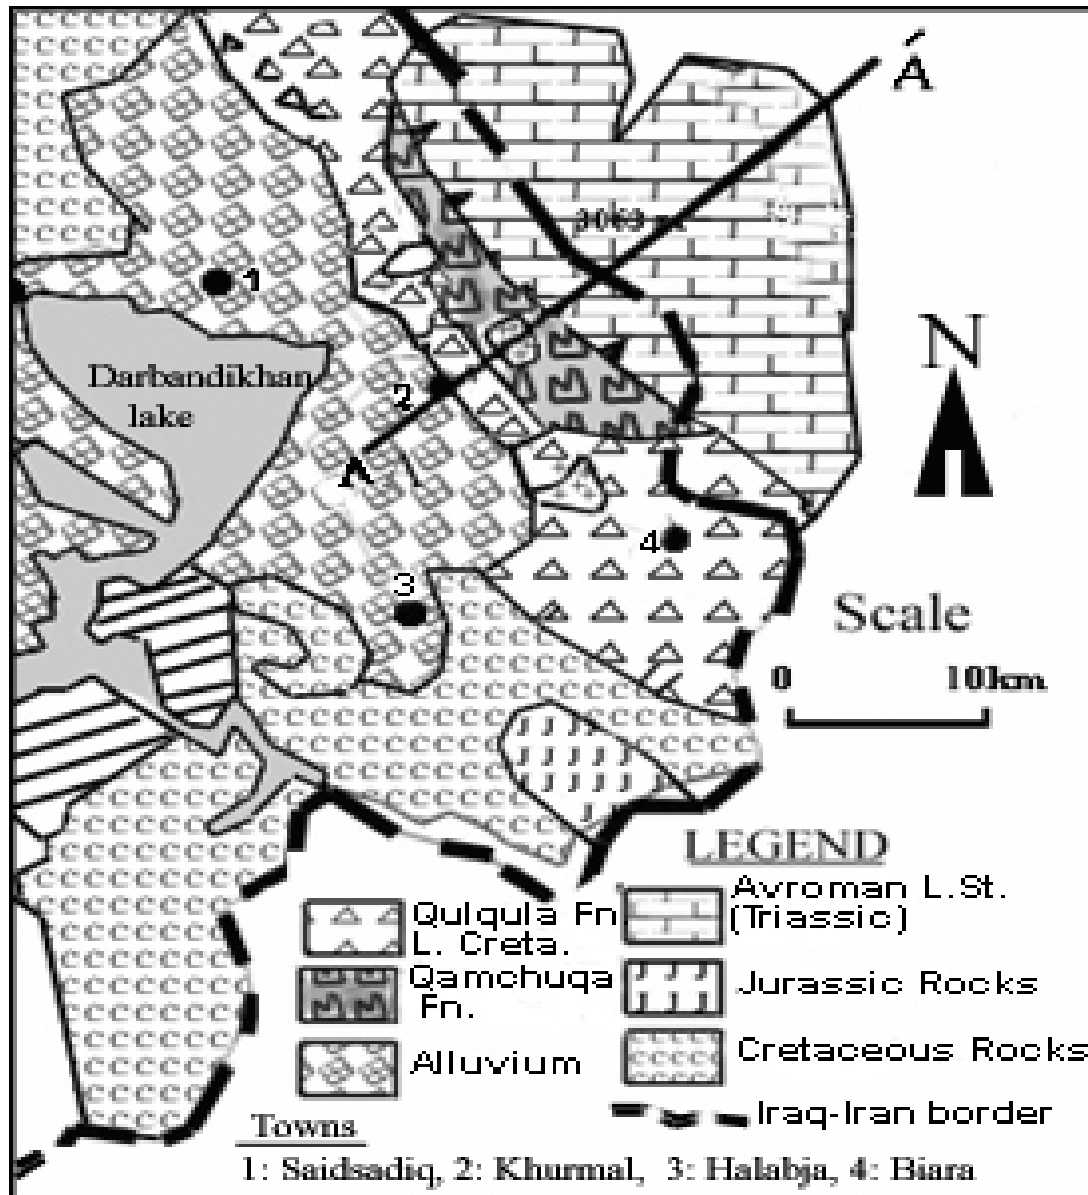 Á
3063 m
1
Darbandikhan
lake
2
A
N
4
3
Scale
0 10km
LEGEND
Qulqula Fn
L. Creta.
Qamchuqa
Fn.
Alluvium
Avroman L.St.
(Triassic)
Jurassic Rocks
Cretaceous Rocks
Iraq-Iran border
Towns
1: Saidsadiq, 2: Khurmal, 3: Halabja, 4: Biara